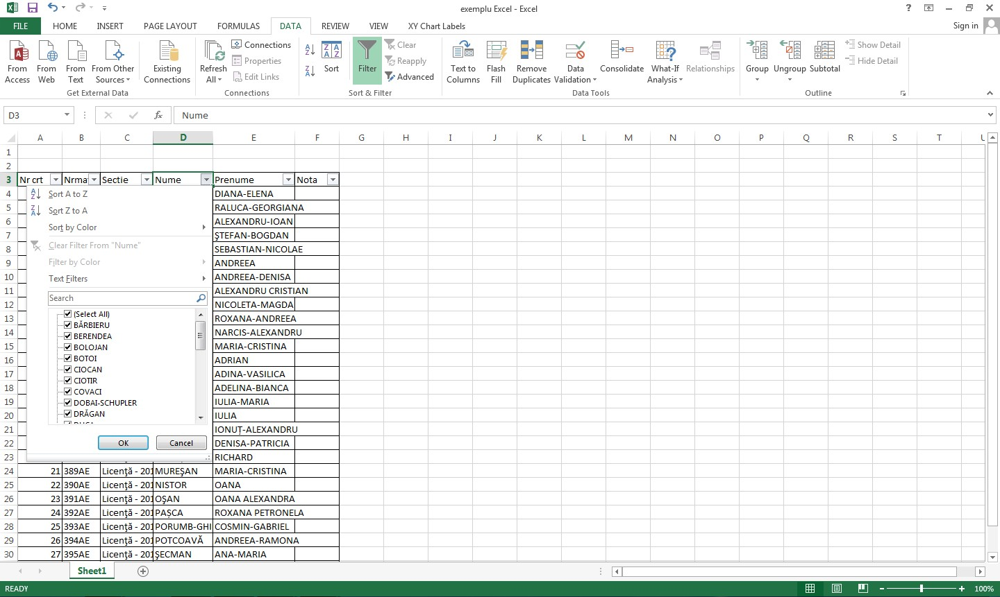 exemplu Excel - Excel
FILE HOME INSERT PAGE LAYOUT FORMULAS DATA REVIEW VIEW XY Chart Labels Sign in
From Access
From Web
From Text
From Other Sources
Existing Connections
Get External Data
Refresh All
Connections
Properties
Edit Links
Connections
Sort
Filter
Clear
Reapply
Advanced
Sort & Filter
Text to Columns
Flash Fill
Remove Duplicates
Data Validation
Consolidate
What-If Analysis
Relationships
Data Tools
Group
Ungroup
Subtotal
Show Detail
Hide Detail
Outline
D3 fx Nume
A B C D E F G H I J K L M N O P Q R S T
1
2
3 Nr crt Nrma Sectie Nume Prenume Nota
4 DIANA-ELENA
5 RALUCA-GEORGIANA
6 ALEXANDRU-IOAN
7 ŞTEFAN-BOGDAN
8 SEBASTIAN-NICOLAE
9 ANDREEA
10 ANDREEA-DENISA
11 ALEXANDRU CRISTIAN
12 NICOLETA-MAGDA
13 ROXANA-ANDREEA
14 NARCIS-ALEXANDRU
15 MARIA-CRISTINA
16 ADRIAN
17 ADINA-VASILICA
18 ADELINA-BIANCA
19 IULIA-MARIA
20 IULIA
21 IONUŢ-ALEXANDRU
22 DENISA-PATRICIA
23 RICHARD
24 21 389AE Licenţă - 201 MUREŞAN MARIA-CRISTINA
25 22 390AE Licenţă - 201 NISTOR OANA
26 23 391AE Licenţă - 201 OŞAN OANA ALEXANDRA
27 24 392AE Licenţă - 201 PAŞCA ROXANA PETRONELA
28 25 393AE Licenţă - 201 PORUMB-GHI COSMIN-GABRIEL
29 26 394AE Licenţă - 201 POTCOAVĂ ANDREEA-RAMONA
30 27 395AE Licenţă - 201 ŞECMAN ANA-MARIA
Sort A to Z
Sort Z to A
Sort by Color
Clear Filter From "Nume"
Filter by Color
Text Filters
Search
(Select All)
BĂRBIERU
BERENDEA
BOLOJAN
BOTOI
CIOCAN
CIOTIR
COVACI
DOBAI-SCHUPLER
DRĂGAN
OK Cancel
Sheet1
READY 100%